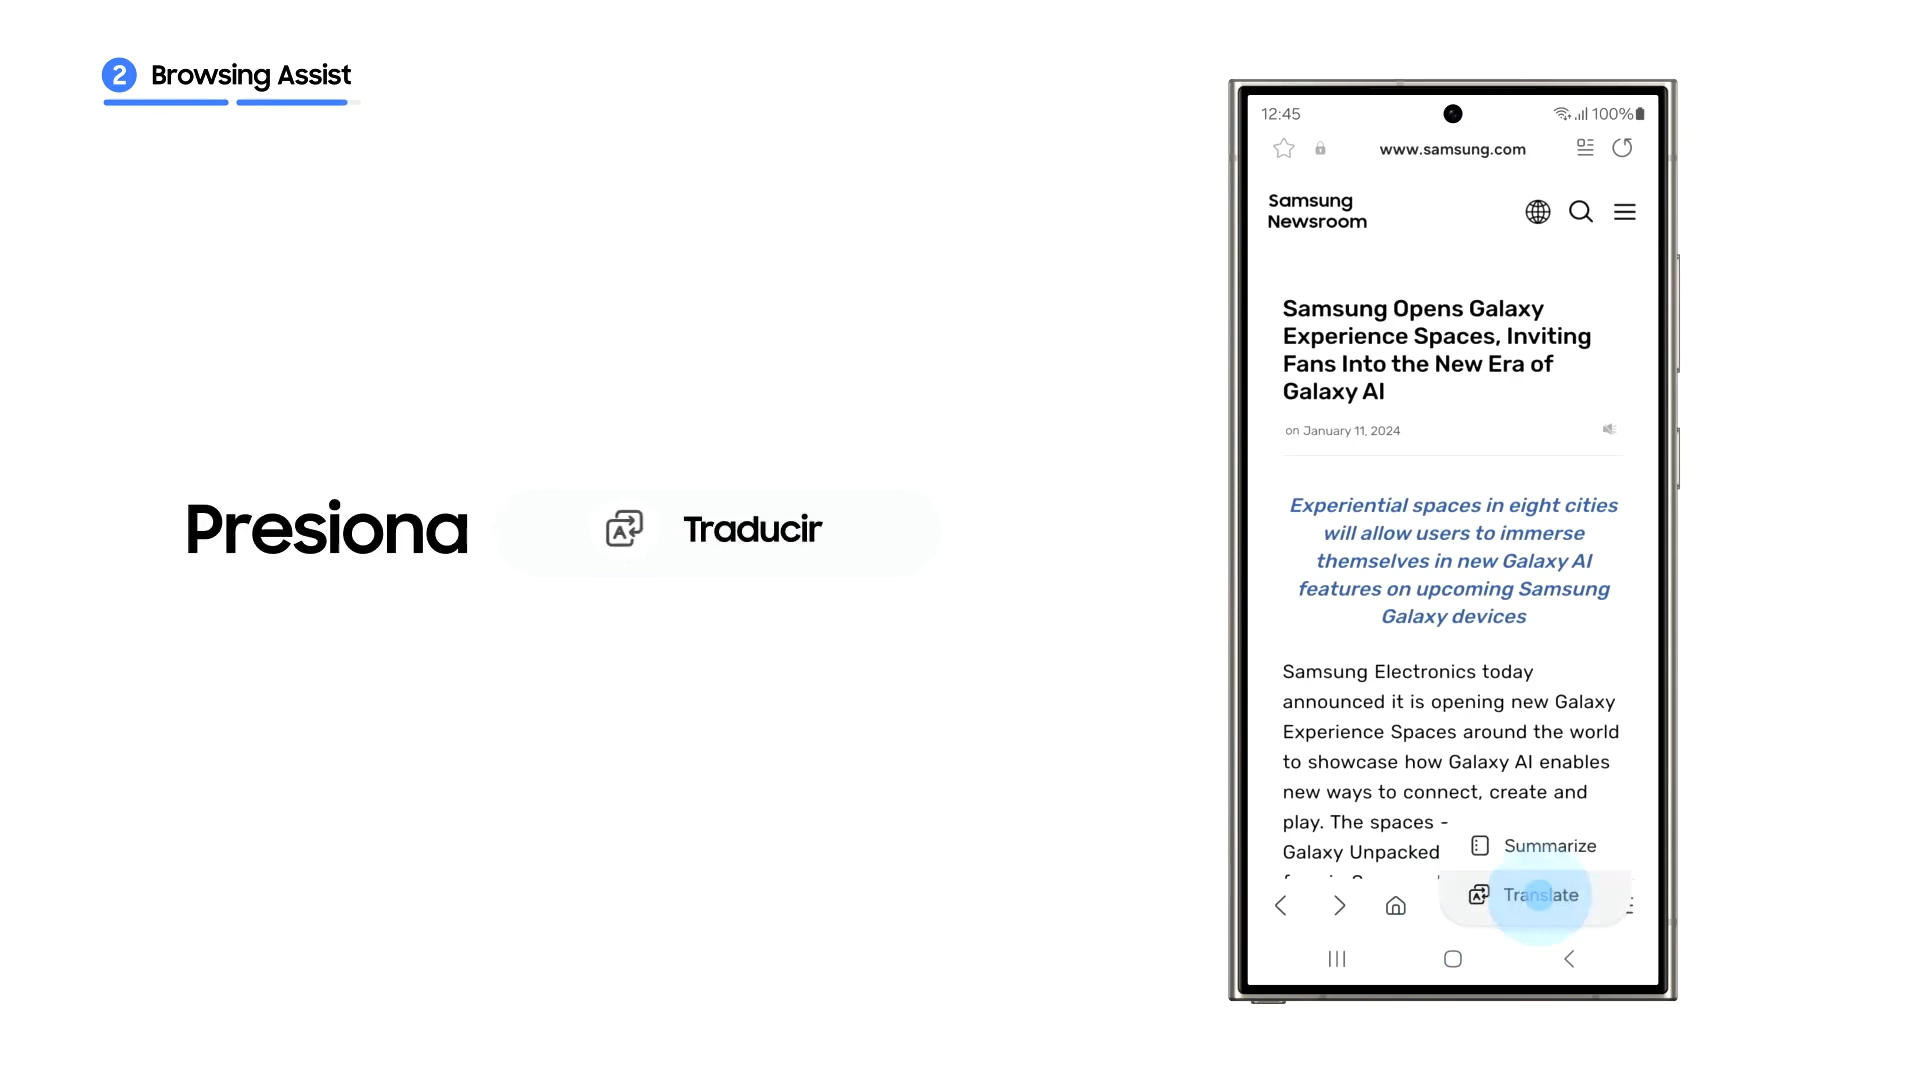 2 Browsing Assist
Presiona Traducir
12:45 100%
www.samsung.com
Samsung
Newsroom
Samsung Opens Galaxy
Experience Spaces, Inviting
Fans Into the New Era of
Galaxy AI
on January 11, 2024
Experiential spaces in eight cities
will allow users to immerse
themselves in new Galaxy AI
features on upcoming Samsung
Galaxy devices
Samsung Electronics today
announced it is opening new Galaxy
Experience Spaces around the world
to showcase how Galaxy AI enables
new ways to connect, create and
play. The spaces -
Galaxy Unpacked
Summarize
Translate